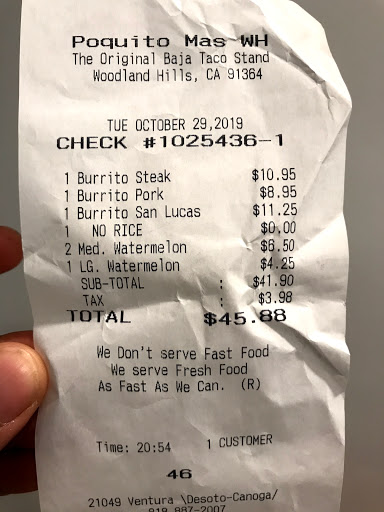 Poquito Mas WH
The Original Baja Taco Stand
Woodland Hills, CA 91364
TUE OCTOBER 29,2019
CHECK #1025436-1
1 Burrito Steak $10.95
1 Burrito Pork $8.95
1 Burrito San Lucas $11.25
1 NO RICE $0.00
2 Med. Watermelon $6.50
1 LG. Watermelon $4.25
SUB-TOTAL : $41.90
TAX : $3.98
TOTAL $45.88
We Don't serve Fast Food
We serve Fresh Food
As Fast As We Can. (R)
Time: 20:54 1 CUSTOMER
46
21049 Ventura \Desoto-Canoga/
818 887-2007